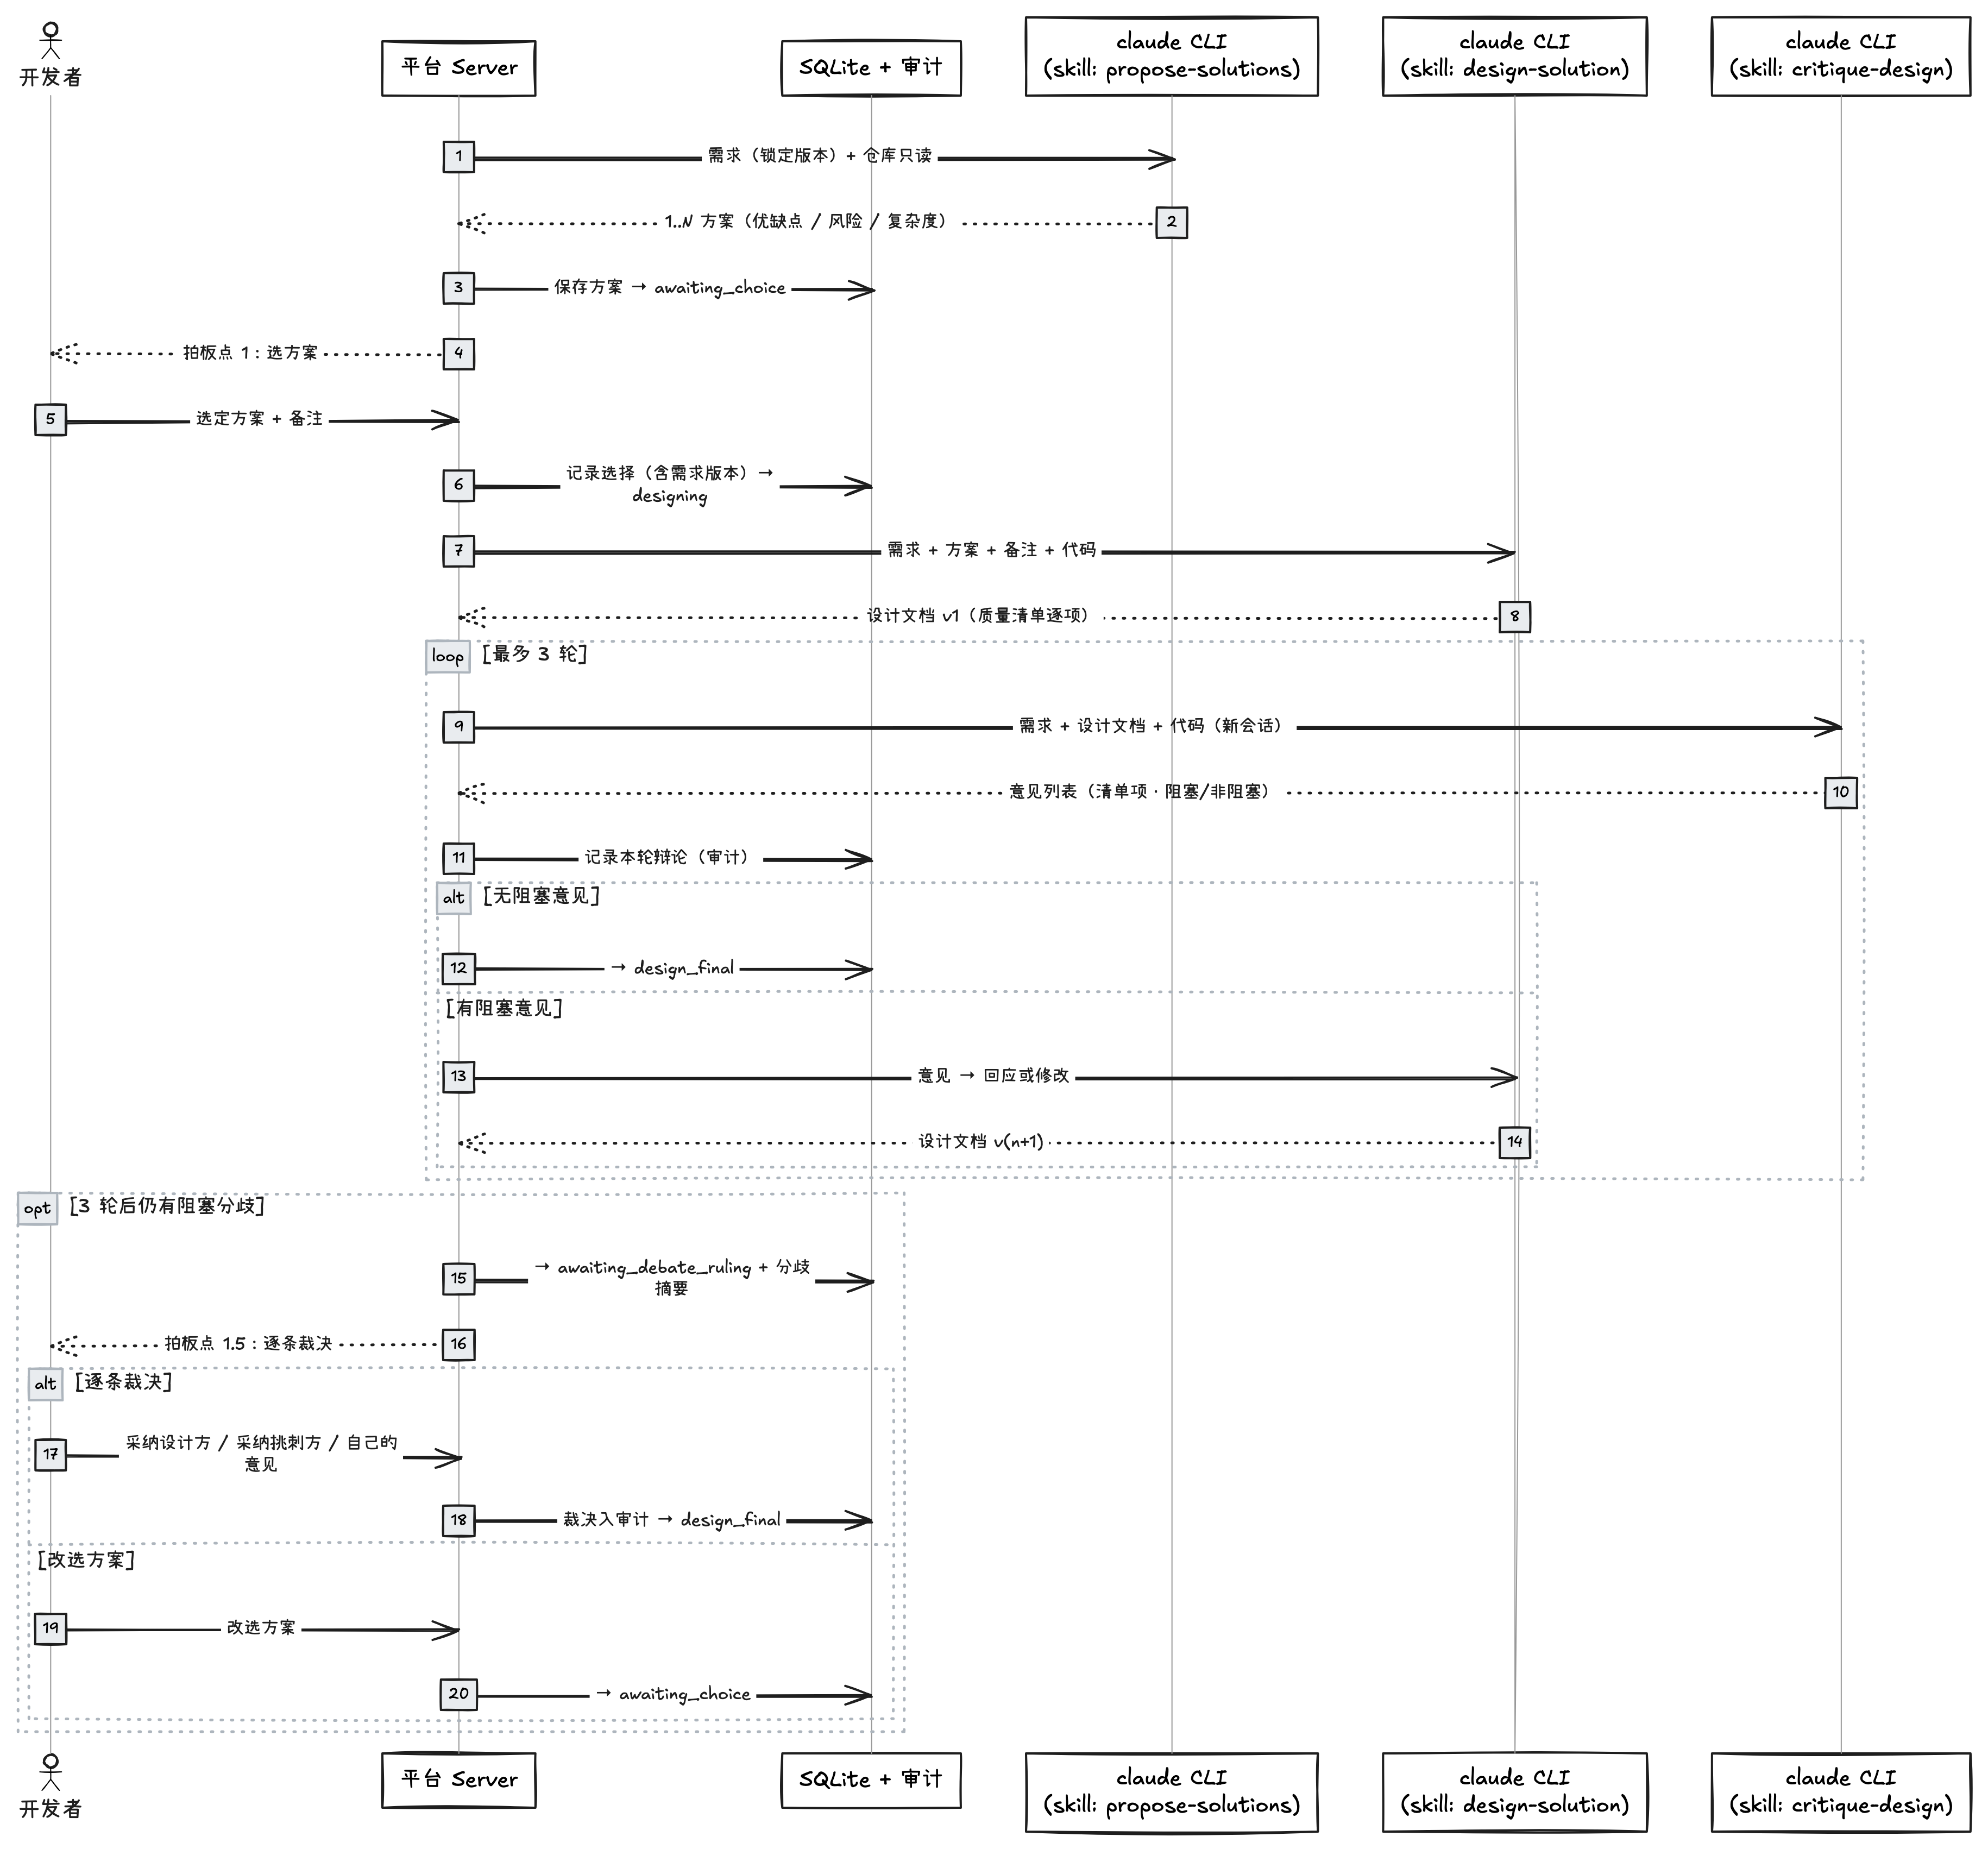 开发者
平台 Server
SQLite + 审计
claude CLI
(skill: propose-solutions)
claude CLI
(skill: design-solution)
claude CLI
(skill: critique-design)
1
需求（锁定版本）+ 仓库只读
1..N 方案（优缺点 / 风险 / 复杂度）
2
3
保存方案 → awaiting_choice
拍板点 1：选方案
4
5
选定方案 + 备注
6
记录选择（含需求版本）→
designing
7
需求 + 方案 + 备注 + 代码
设计文档 v1（质量清单逐项）
8
loop
[最多 3 轮]
9
需求 + 设计文档 + 代码（新会话）
意见列表（清单项 · 阻塞/非阻塞）
10
11
记录本轮辩论（审计）
alt
[无阻塞意见]
12
→ design_final
[有阻塞意见]
13
意见 → 回应或修改
设计文档 v(n+1)
14
opt
[3 轮后仍有阻塞分歧]
15
→ awaiting_debate_ruling + 分歧
摘要
拍板点 1.5：逐条裁决
16
alt
[逐条裁决]
17
采纳设计方 / 采纳挑刺方 / 自己的
意见
18
裁决入审计 → design_final
[改选方案]
19
改选方案
20
→ awaiting_choice
开发者
平台 Server
SQLite + 审计
claude CLI
(skill: propose-solutions)
claude CLI
(skill: design-solution)
claude CLI
(skill: critique-design)